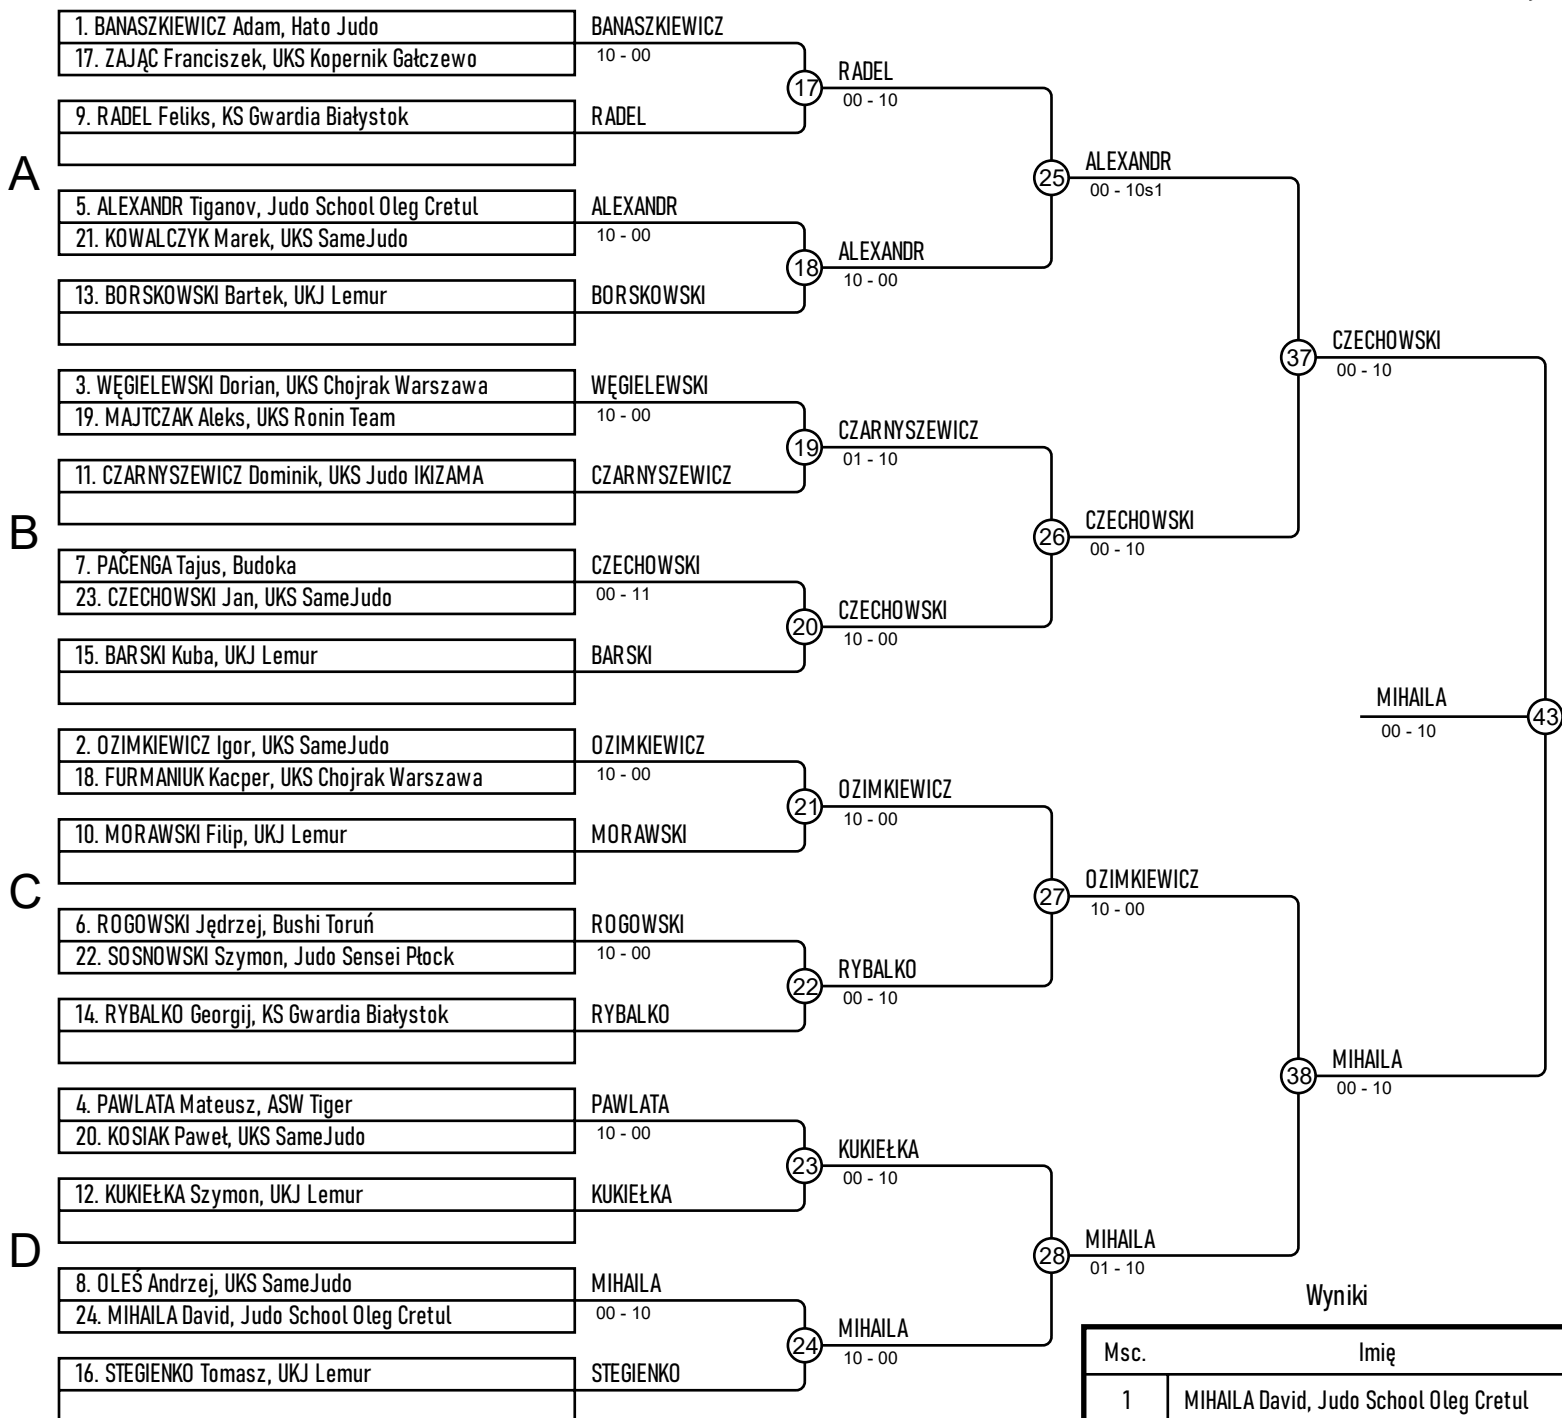 1. BANASZKIEWICZ Adam, Hato Judo
17. ZAJĄC Franciszek, UKS Kopernik Gałczewo
BANASZKIEWICZ
10 - 00
17
RADEL
00 - 10
9. RADEL Feliks, KS Gwardia Białystok
RADEL
A
25
ALEXANDR
00 - 10s1
5. ALEXANDR Tiganov, Judo School Oleg Cretul
21. KOWALCZYK Marek, UKS SameJudo
ALEXANDR
10 - 00
18
ALEXANDR
10 - 00
13. BORSKOWSKI Bartek, UKJ Lemur
BORSKOWSKI
37
CZECHOWSKI
00 - 10
3. WĘGIELEWSKI Dorian, UKS Chojrak Warszawa
19. MAJTCZAK Aleks, UKS Ronin Team
WĘGIELEWSKI
10 - 00
19
CZARNYSZEWICZ
01 - 10
11. CZARNYSZEWICZ Dominik, UKS Judo IKIZAMA
CZARNYSZEWICZ
B
26
CZECHOWSKI
00 - 10
7. PAČENGA Tajus, Budoka
23. CZECHOWSKI Jan, UKS SameJudo
CZECHOWSKI
00 - 11
20
CZECHOWSKI
10 - 00
15. BARSKI Kuba, UKJ Lemur
BARSKI
MIHAILA
00 - 10
43
2. OZIMKIEWICZ Igor, UKS SameJudo
18. FURMANIUK Kacper, UKS Chojrak Warszawa
OZIMKIEWICZ
10 - 00
21
OZIMKIEWICZ
10 - 00
10. MORAWSKI Filip, UKJ Lemur
MORAWSKI
C
27
OZIMKIEWICZ
10 - 00
6. ROGOWSKI Jędrzej, Bushi Toruń
22. SOSNOWSKI Szymon, Judo Sensei Płock
ROGOWSKI
10 - 00
22
RYBALKO
00 - 10
14. RYBALKO Georgij, KS Gwardia Białystok
RYBALKO
38
MIHAILA
00 - 10
4. PAWLATA Mateusz, ASW Tiger
20. KOSIAK Paweł, UKS SameJudo
PAWLATA
10 - 00
23
KUKIEŁKA
00 - 10
12. KUKIEŁKA Szymon, UKJ Lemur
KUKIEŁKA
D
28
MIHAILA
01 - 10
8. OLEŚ Andrzej, UKS SameJudo
24. MIHAILA David, Judo School Oleg Cretul
MIHAILA
00 - 10
24
MIHAILA
10 - 00
16. STEGIENKO Tomasz, UKJ Lemur
STEGIENKO
Wyniki
Msc. Imię
1 MIHAILA David, Judo School Oleg Cretul